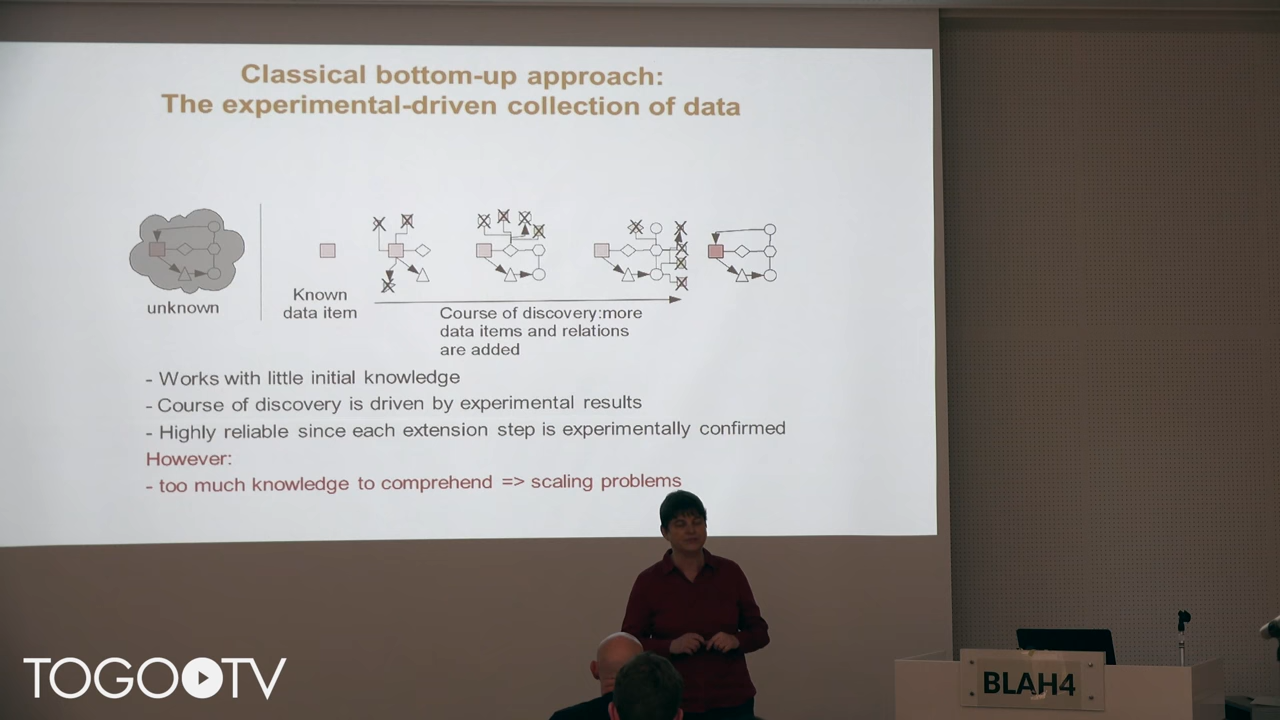 Classical bottom-up approach:
The experimental-driven collection of data
unknown
Known
data item
Course of discovery:more
data items and relations
are added
- Works with little initial knowledge
- Course of discovery is driven by experimental results
- Highly reliable since each extension step is experimentally confirmed
However:
- too much knowledge to comprehend => scaling problems
TOGOTV
BLAH4